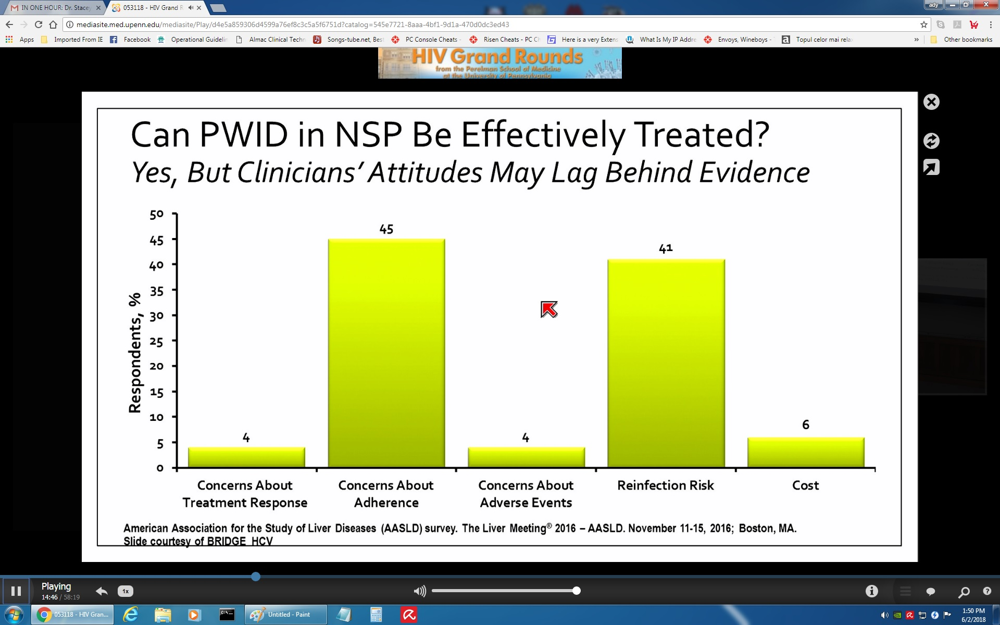 IN ONE HOUR: Dr. Stacey
053118 - HIV Grand R
ady
mediasite.med.upenn.edu/mediasite/Play/d4e5a859306d4599a76ef8c3c5a5f6751d?catalog=545e7721-8aaa-4bf1-9d1a-470d0dc3ed43
Apps
Imported From IE
Facebook
Operational Guidelin
Almac Clinical Techn
Songs-tube.net, Bes
PC Console Cheats -
Risen Cheats - PC Ch
Here is a very Extens
What Is My IP Addre
Envoys, Wineboys -
Topul celor mai rela
»
Other bookmarks
HIV Grand Rounds
from the Perelman School of Medicine
at the University of Pennsylvania
Can PWID in NSP Be Effectively Treated?
Yes, But Clinicians' Attitudes May Lag Behind Evidence
Respondents, %
50
45
40
35
30
25
20
15
10
5
0
4
45
4
41
6
Concerns About
Treatment Response
Concerns About
Adherence
Concerns About
Adverse Events
Reinfection Risk
Cost
American Association for the Study of Liver Diseases (AASLD) survey. The Liver Meeting® 2016 – AASLD. November 11-15, 2016; Boston, MA.
Slide courtesy of BRIDGE HCV
Playing
14:46 / 58:19
1x
053118 - HIV Gran...
Untitled - Paint
1:50 PM
6/2/2018